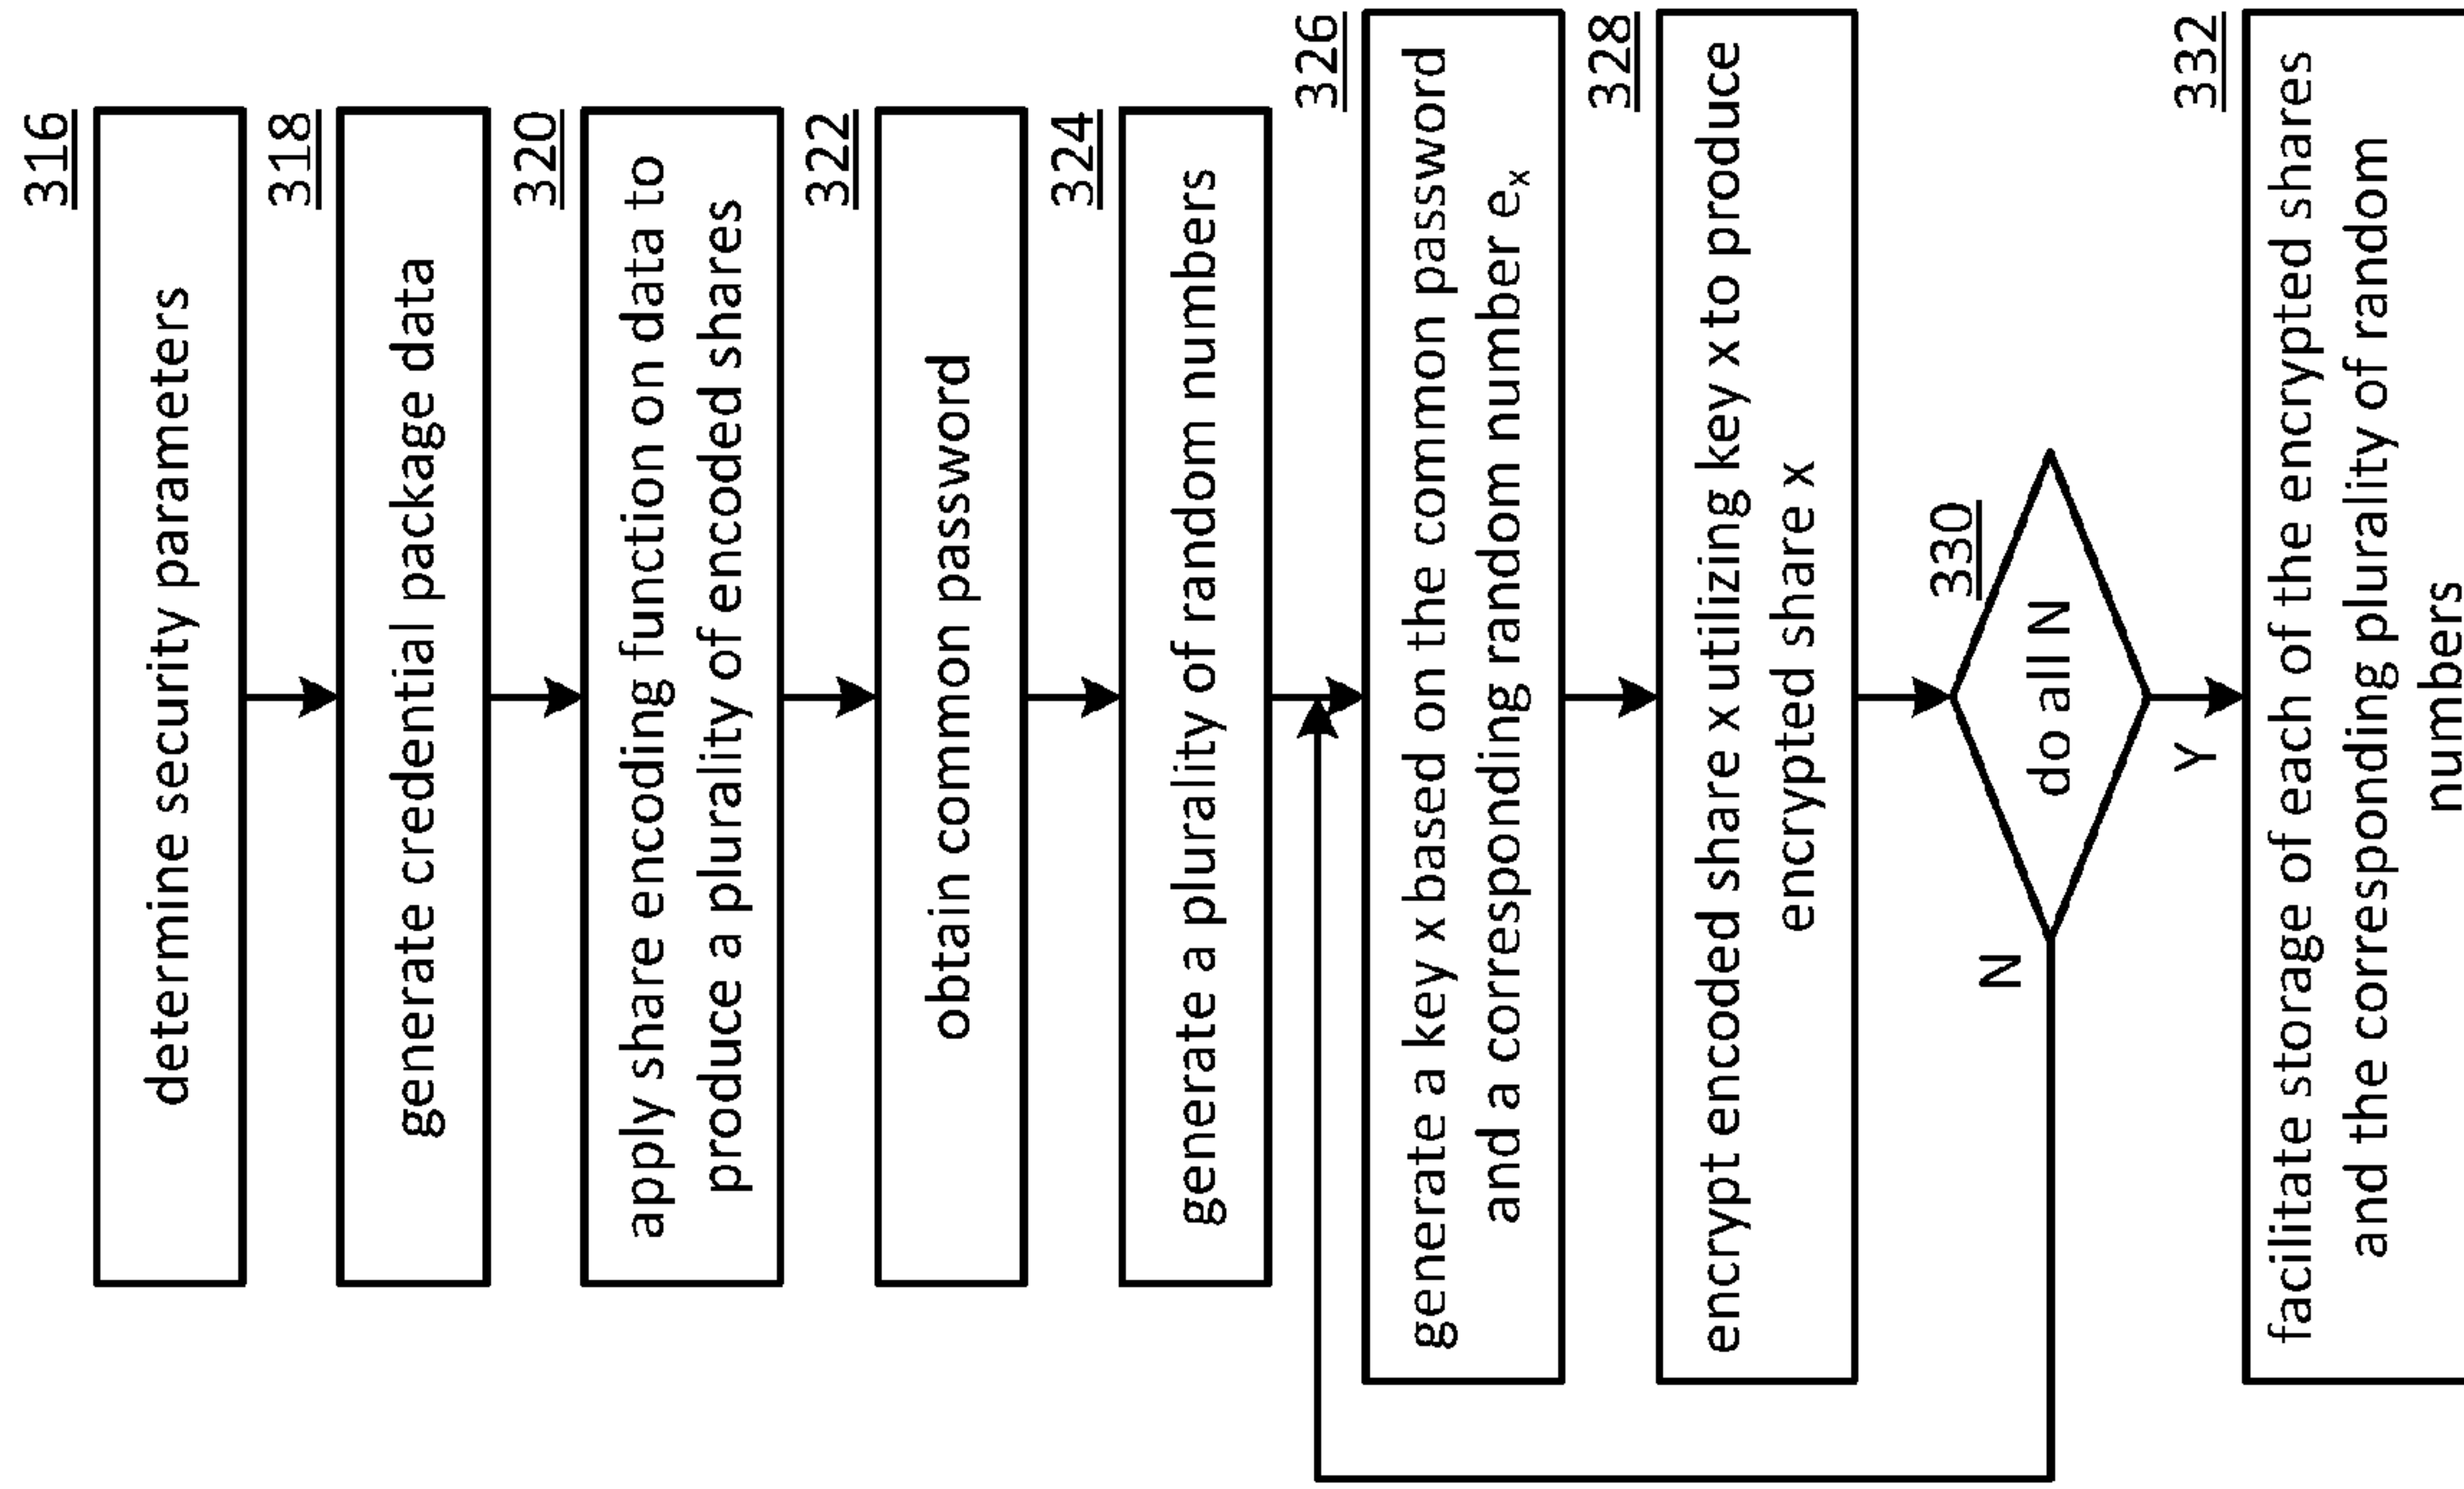 316
determine security parameters
318
generate credential package data
320
apply share encoding function on data to
produce a plurality of encoded shares
322
obtain common password
324
generate a plurality of random numbers
326
generate a key x based on the common password
and a corresponding random number eₓ
328
encrypt encoded share x utilizing key x to produce
encrypted share x
330
do all N
N
Y
332
facilitate storage of each of the encrypted shares
and the corresponding plurality of random
numbers